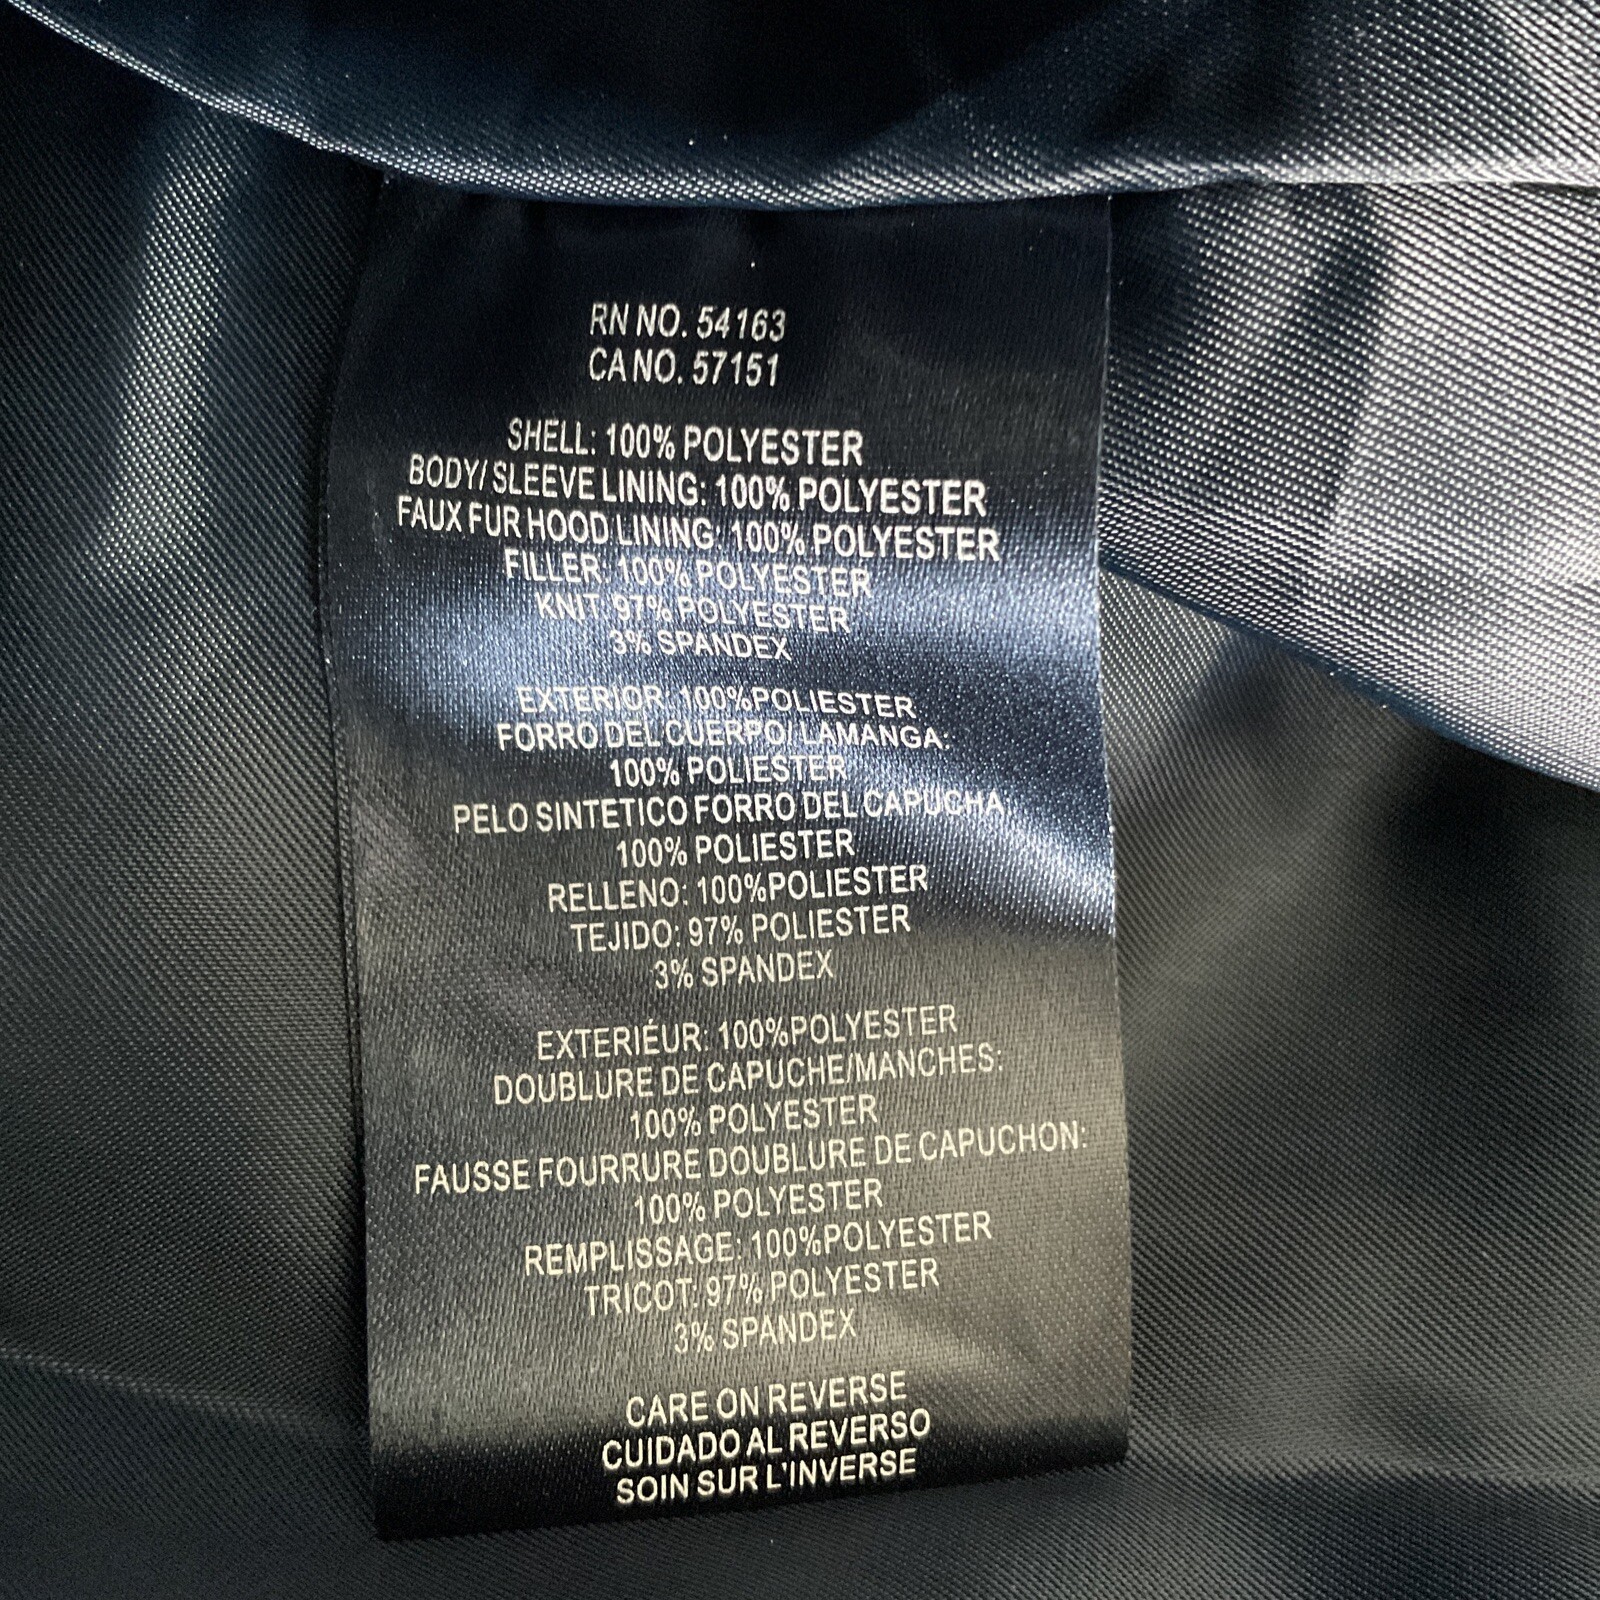 RN NO. 54163
CA NO. 57151
SHELL: 100% POLYESTER
BODY/ SLEEVE LINING: 100% POLYESTER
FAUX FUR HOOD LINING: 100% POLYESTER
FILLER: 100% POLYESTER
KNIT: 97% POLYESTER
3% SPANDEX
EXTERIOR: 100%POLIESTER
FORRO DEL CUERPO/ LAMANGA:
100% POLIESTER
PELO SINTETICO FORRO DEL CAPUCHA:
100% POLIESTER
RELLENO: 100%POLIESTER
TEJIDO: 97% POLIESTER
3% SPANDEX
EXTERIÉUR: 100%POLYESTER
DOUBLURE DE CAPUCHE/MANCHES:
100% POLYESTER
FAUSSE FOURRURE DOUBLURE DE CAPUCHON:
100% POLYESTER
REMPLISSAGE: 100%POLYESTER
TRICOT: 97% POLYESTER
3% SPANDEX
CARE ON REVERSE
CUIDADO AL REVERSO
SOIN SUR L'INVERSE